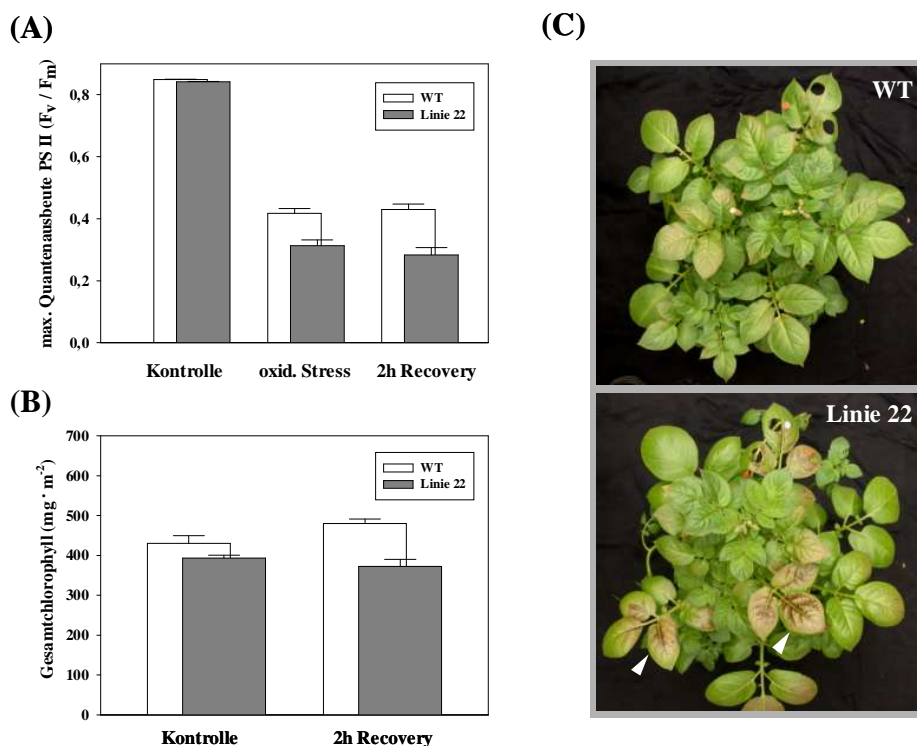 (A)
max. Quantenausbeute PS II (Fv / Fm)
0,8
0,6
0,4
0,2
0,0
WT
Linie 22
Kontrolle oxid. Stress 2h Recovery
(B)
Gesamtchlorophyll (mg · m-2)
700
600
500
400
300
200
100
0
WT
Linie 22
Kontrolle 2h Recovery
(C)
WT
Linie 22